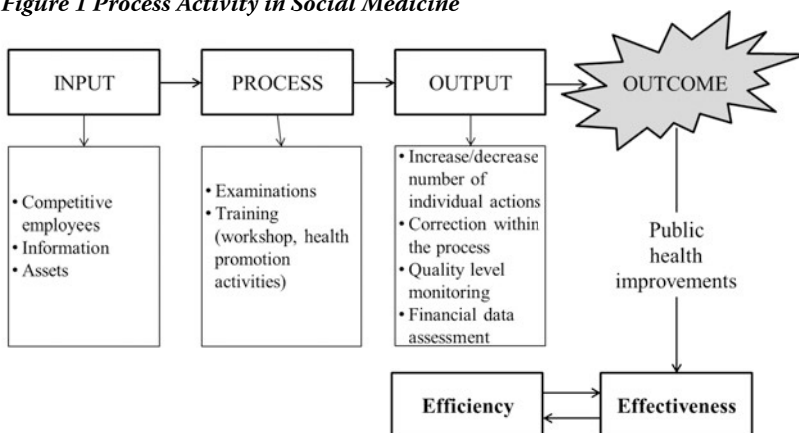 Figure 1 Process Activity in Social Medicine
INPUT
PROCESS
OUTPUT
OUTCOME
• Competitive
employees
• Information
• Assets
• Examinations
• Training
(workshop, health
promotion
activities)
• Increase/decrease
number of
individual actions
• Correction within
the process
• Quality level
monitoring
• Financial data
assessment
Public
health
improvements
Efficiency
Effectiveness